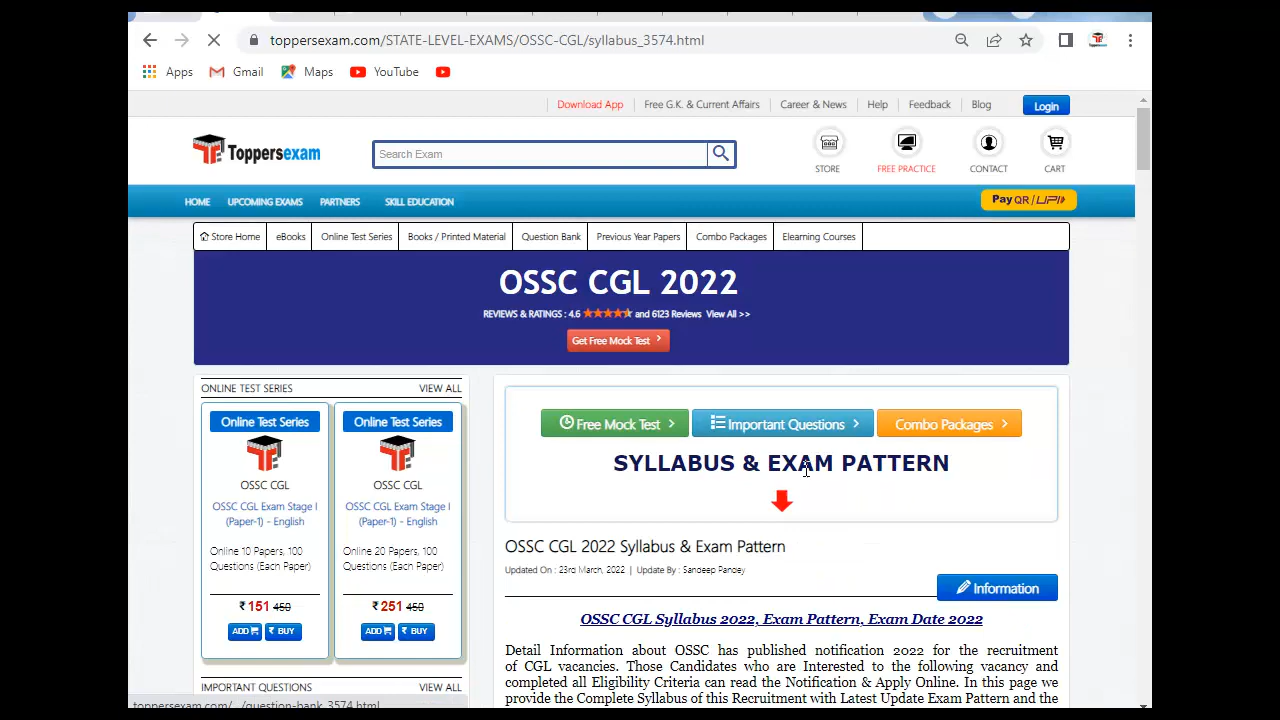 toppersexam.com/STATE-LEVEL-EXAMS/OSSC-CGL/syllabus_3574.html
Apps Gmail Maps YouTube
Download App Free G.K. & Current Affairs Career & News Help Feedback Blog Login
Toppersexam
Search Exam
STORE FREE PRACTICE CONTACT CART
HOME UPCOMING EXAMS PARTNERS SKILL EDUCATION Pay QR / UPI
Store Home eBooks Online Test Series Books / Printed Material Question Bank Previous Year Papers Combo Packages Elearning Courses
OSSC CGL 2022
REVIEWS & RATINGS : 4.6 and 6123 Reviews View All >>
Get Free Mock Test
ONLINE TEST SERIES VIEW ALL
Online Test Series
OSSC CGL
OSSC CGL Exam Stage I
(Paper-1) - English
Online 10 Papers, 100
Questions (Each Paper)
₹ 151 450
ADD ₹ BUY
Online Test Series
OSSC CGL
OSSC CGL Exam Stage I
(Paper-1) - English
Online 20 Papers, 100
Questions (Each Paper)
₹ 251 450
ADD ₹ BUY
IMPORTANT QUESTIONS VIEW ALL
Free Mock Test Important Questions Combo Packages
SYLLABUS & EXAM PATTERN
OSSC CGL 2022 Syllabus & Exam Pattern
Updated On : 23rd March, 2022 | Update By : Sandeep Pandey
Information
OSSC CGL Syllabus 2022, Exam Pattern, Exam Date 2022
Detail Information about OSSC has published notification 2022 for the recruitment
of CGL vacancies. Those Candidates who are Interested to the following vacancy and
completed all Eligibility Criteria can read the Notification & Apply Online. In this page we
provide the Complete Syllabus of this Recruitment with Latest Update Exam Pattern and the
toppersexam.com/.../question-bank_3574.html